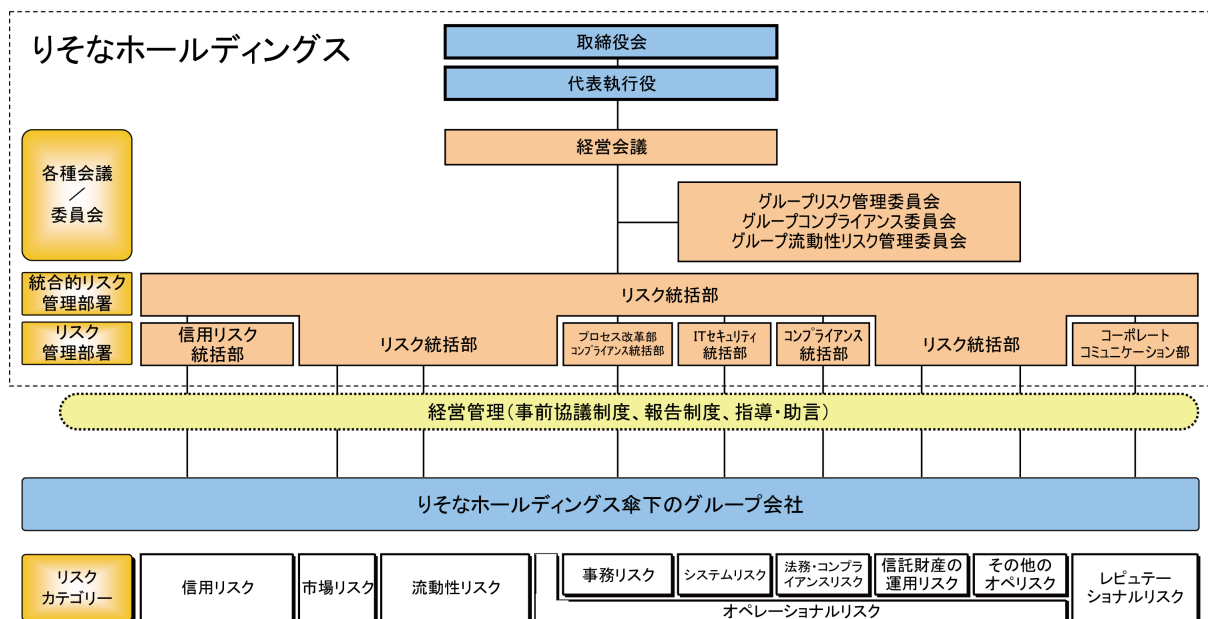 りそなホールディングス
取締役会
代表執行役
経営会議
各種会議
／
委員会
グループリスク管理委員会
グループコンプライアンス委員会
グループ流動性リスク管理委員会
統合的リスク
管理部署
リスク統括部
リスク
管理部署
信用リスク
統括部
リスク統括部
プロセス改革部
コンプライアンス統括部
ITセキュリティ
統括部
コンプライアンス
統括部
リスク統括部
コーポレート
コミュニケーション部
経営管理(事前協議制度、報告制度、指導・助言)
りそなホールディングス傘下のグループ会社
リスク
カテゴリー
信用リスク
市場リスク
流動性リスク
事務リスク
システムリスク
法務・コンプラ
イアンスリスク
信託財産の
運用リスク
その他の
オペリスク
オペレーショナルリスク
レピュテー
ショナルリスク